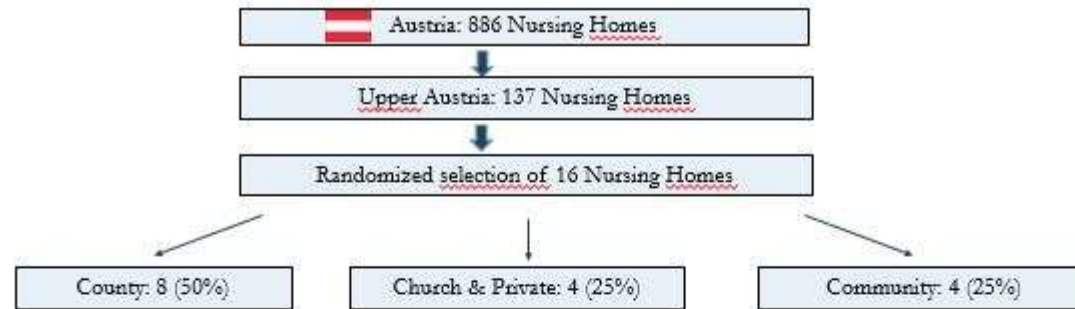 Austria: 886 Nursing Homes
Upper Austria: 137 Nursing Homes
Randomized selection of 16 Nursing Homes
County: 8 (50%)
Church & Private: 4 (25%)
Community: 4 (25%)